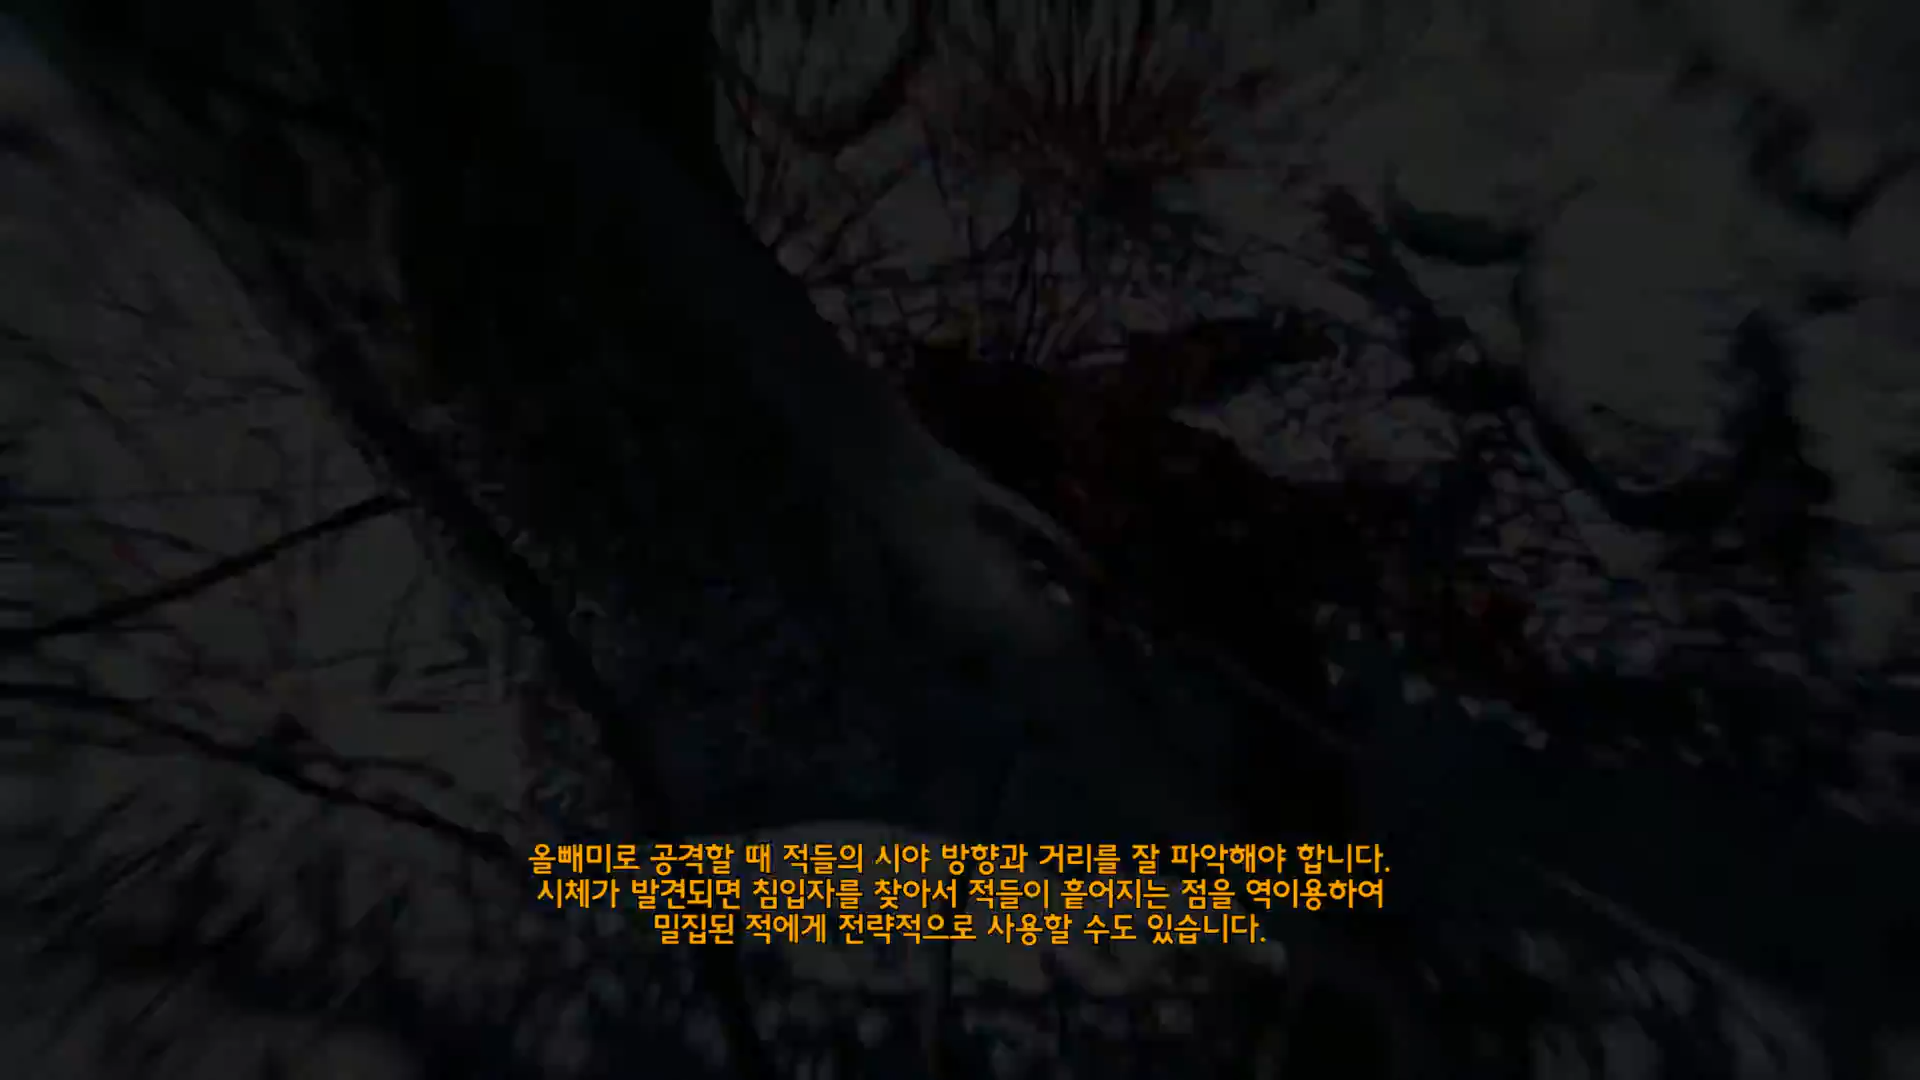 올빼미로 공격할 때 적들의 시야 방향과 거리를 잘 파악해야 합니다.
시체가 발견되면 침입자를 찾아서 적들이 흩어지는 점을 역이용하여
밀집된 적에게 전략적으로 사용할 수도 있습니다.